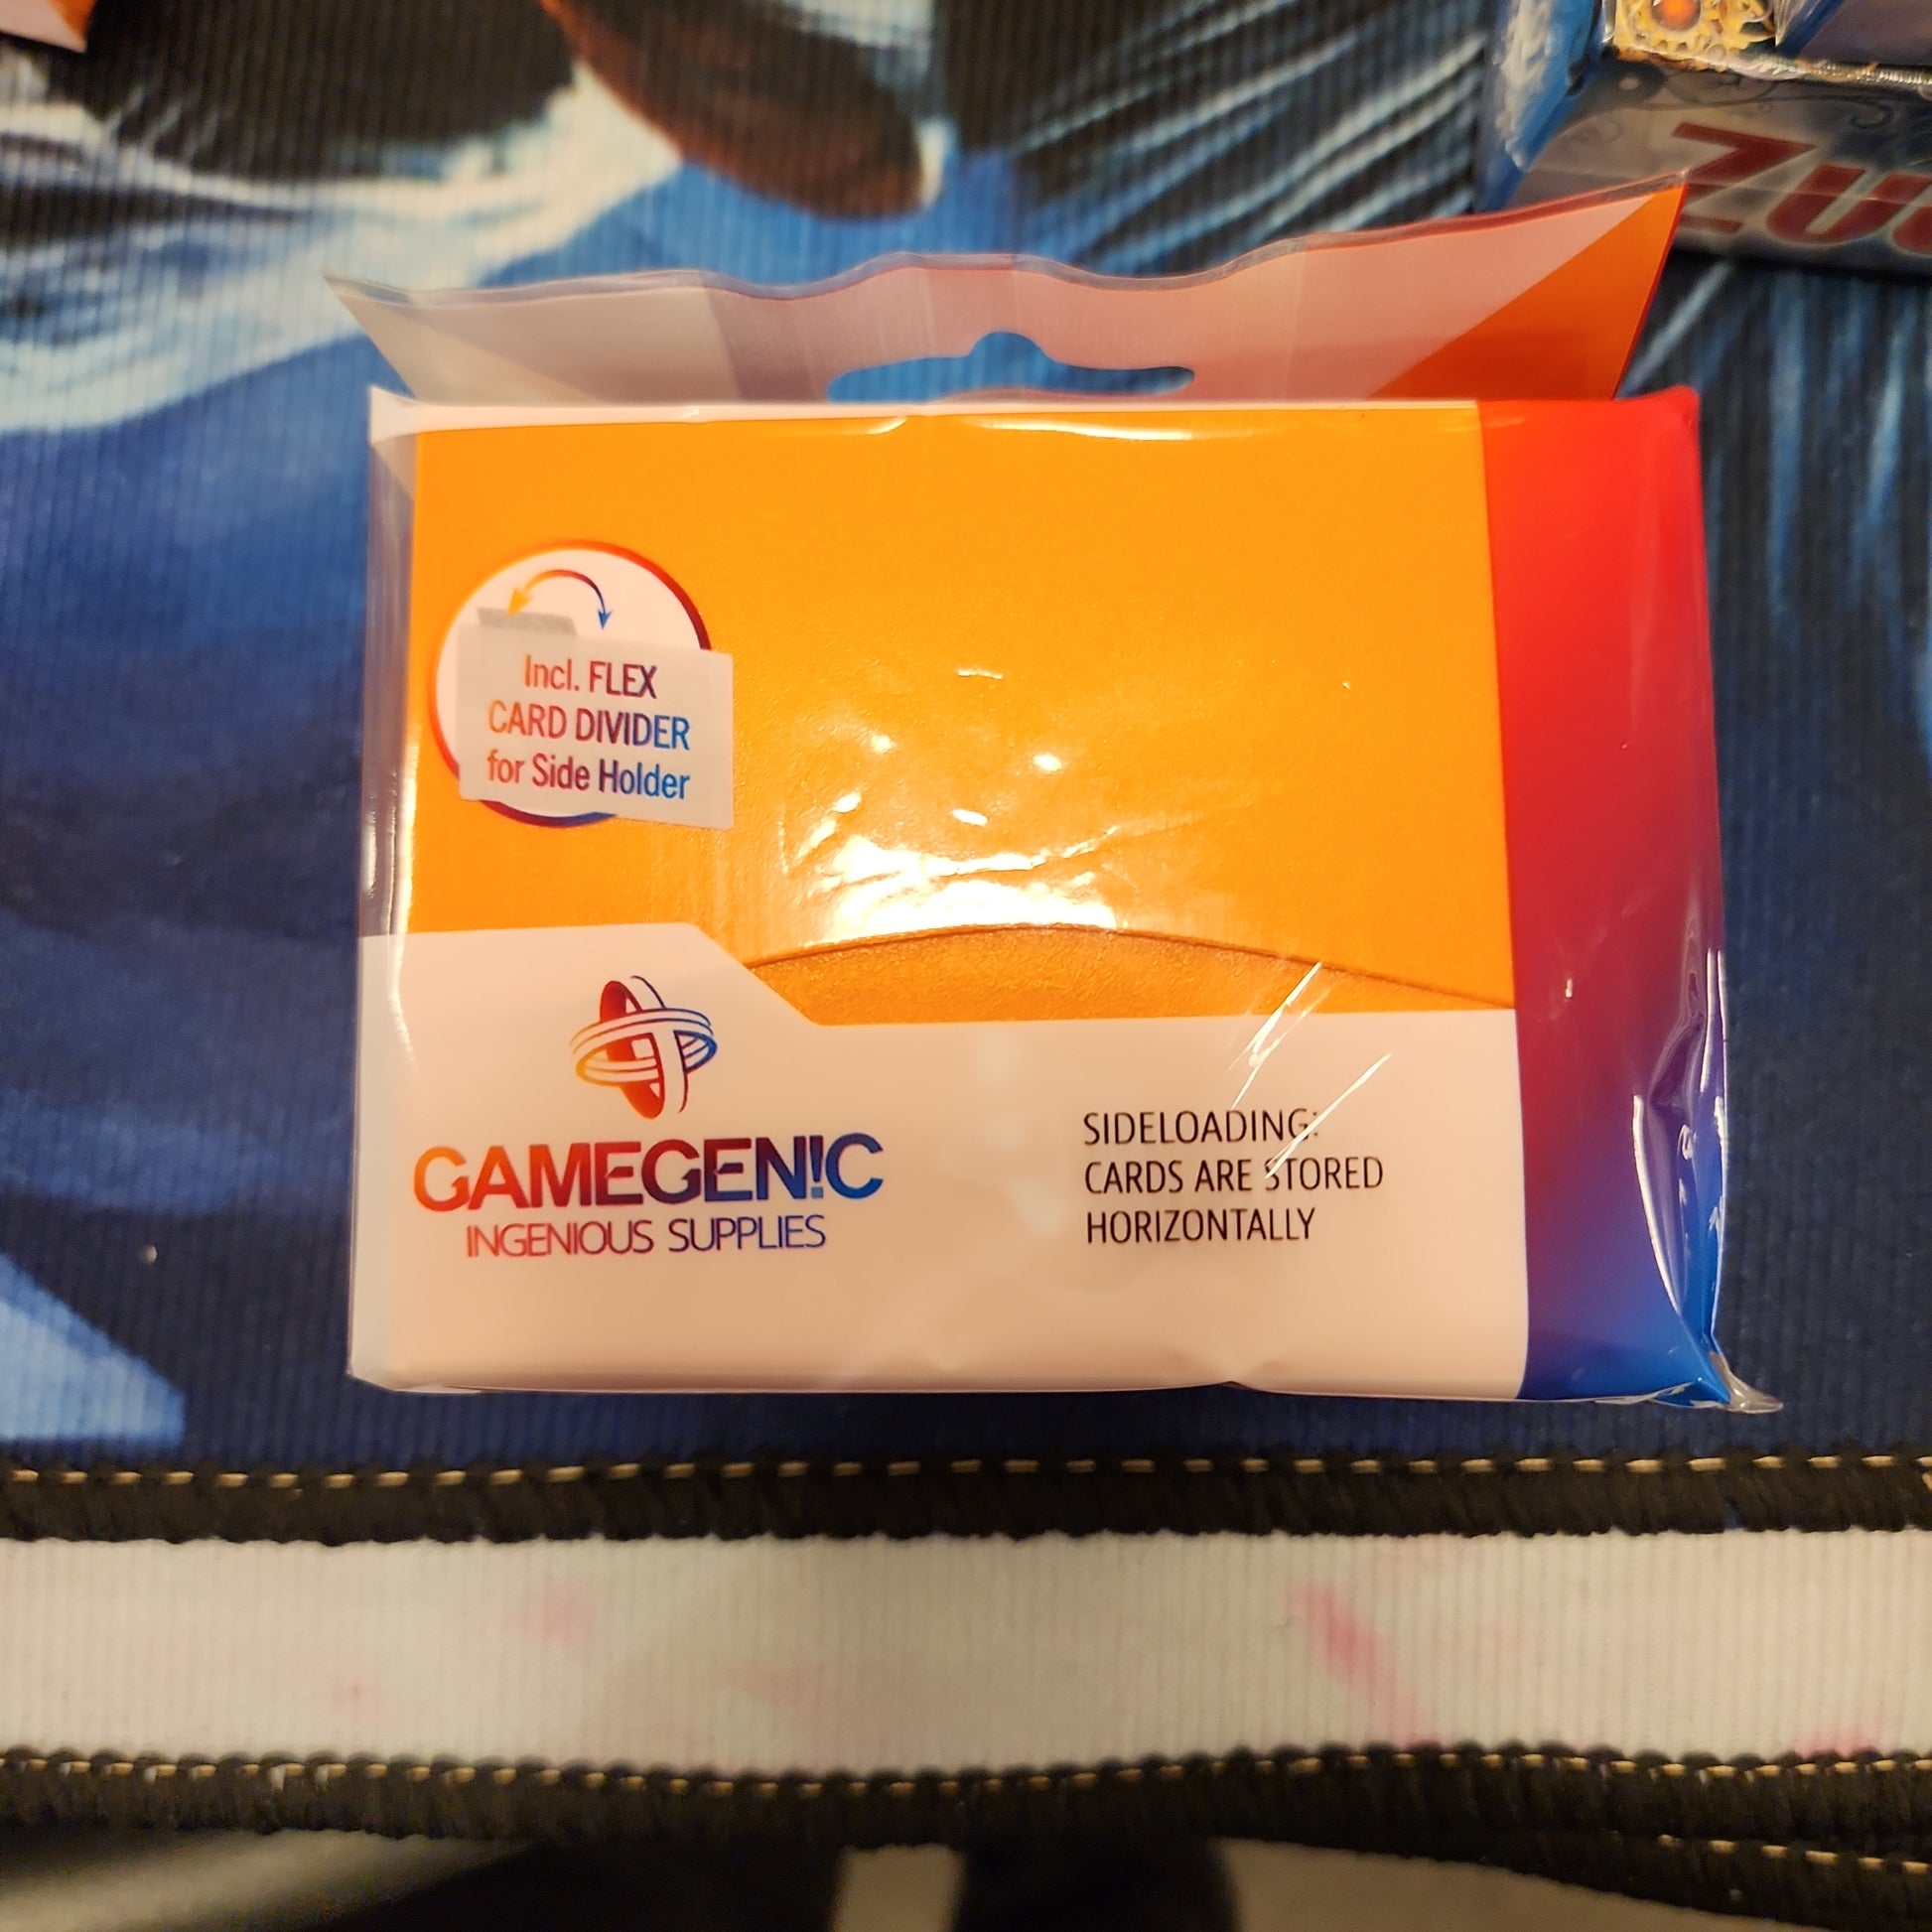 Incl. FLEX
CARD DIVIDER
for Side Holder
GAMEGEN!C
INGENIOUS SUPPLIES
SIDELOADING:
CARDS ARE STORED
HORIZONTALLY